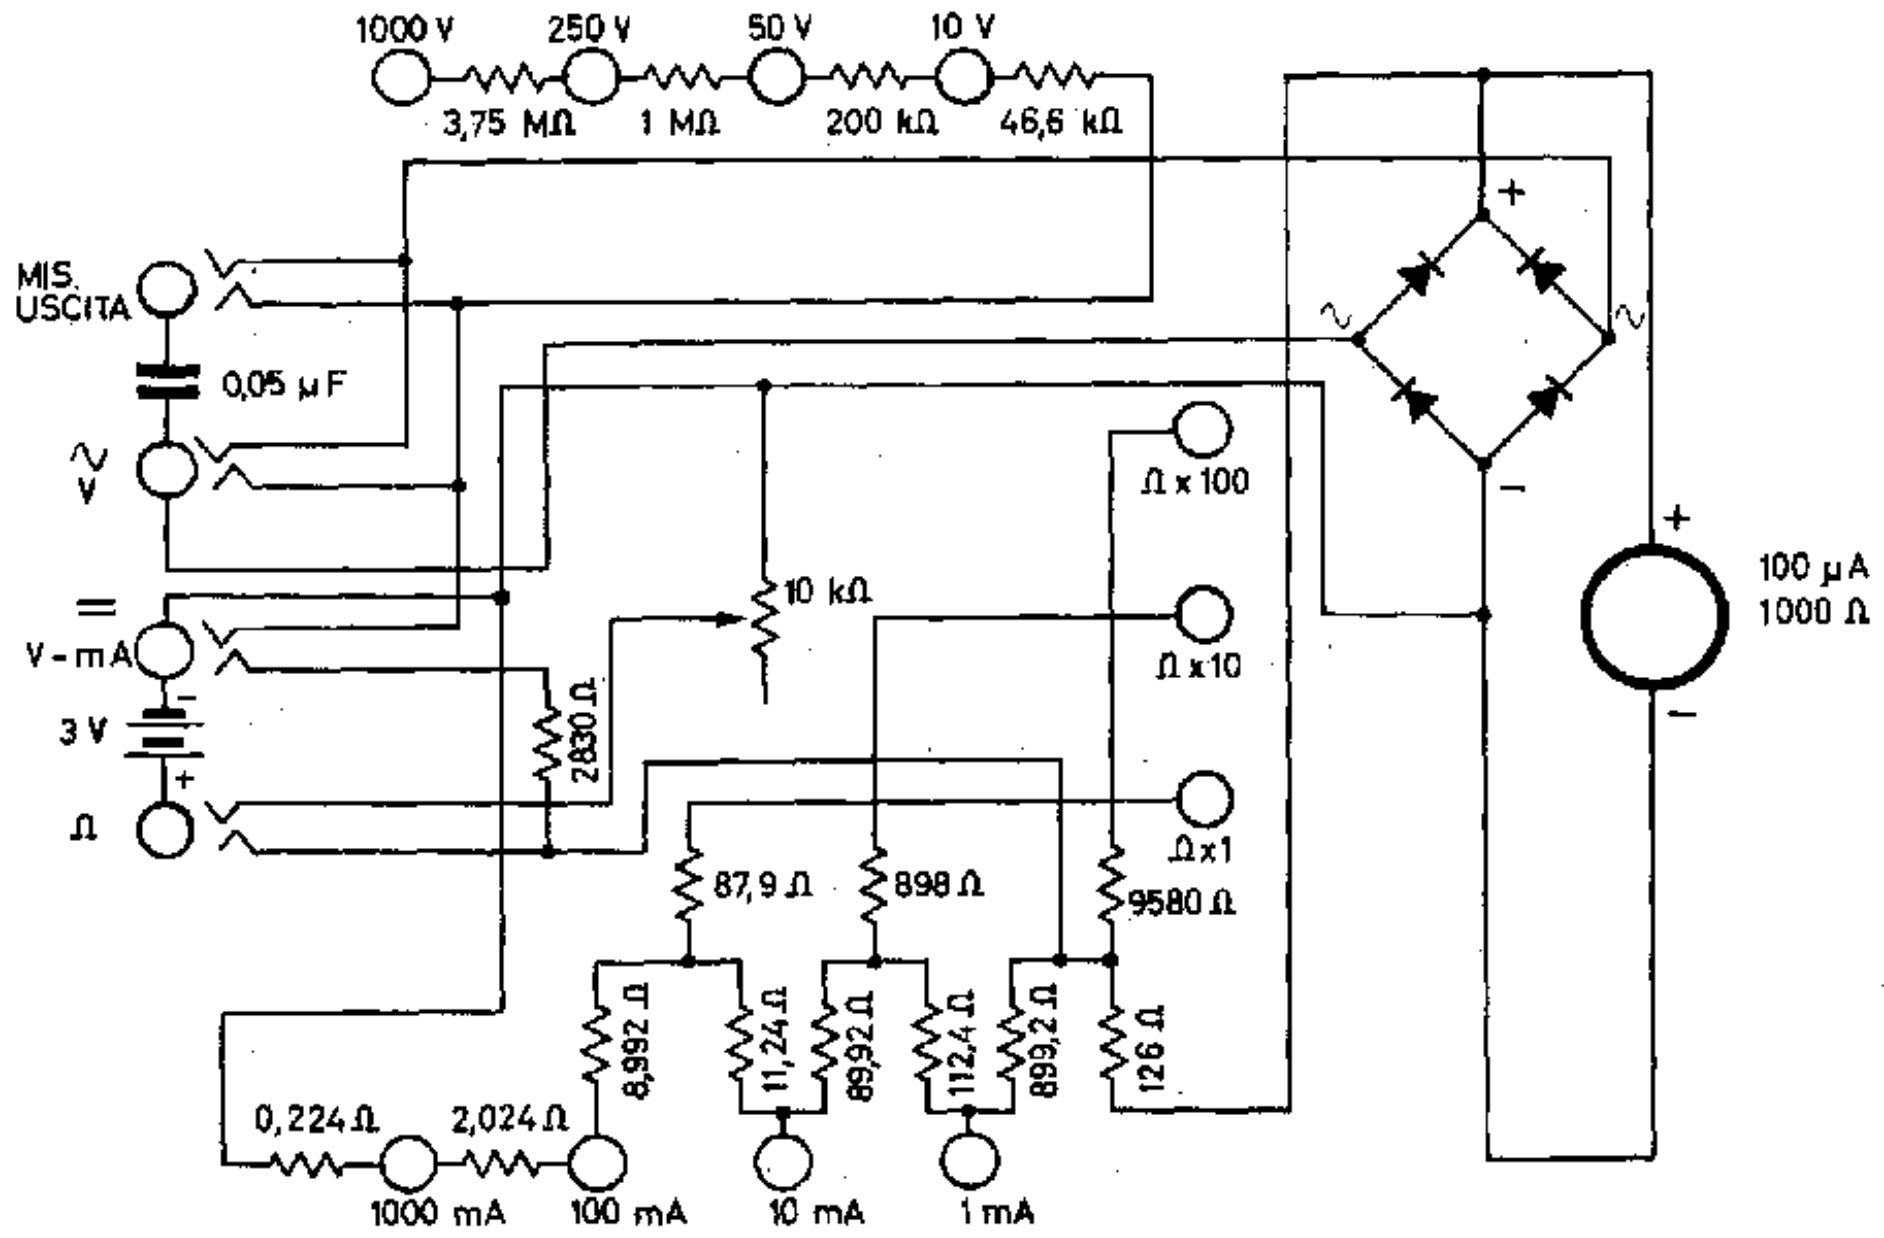 1000 V 250 V 50 V 10 V
3,75 MΩ 1 MΩ 200 kΩ 46,6 kΩ
+
MIS.
USCITA
∼ ∼
0,05 µF
Ω x 100
∼
V
−
+
10 kΩ
100 µA
1000 Ω
=
V-mA
Ω x10
−
−
3 V
2830 Ω
+
Ω
Ω x1
87,9 Ω 898 Ω 9580 Ω
8,992 Ω 11,24 Ω 89,92 Ω 112,4 Ω 899,2 Ω 126 Ω
0,224 Ω 2,024 Ω
1000 mA 100 mA 10 mA 1 mA